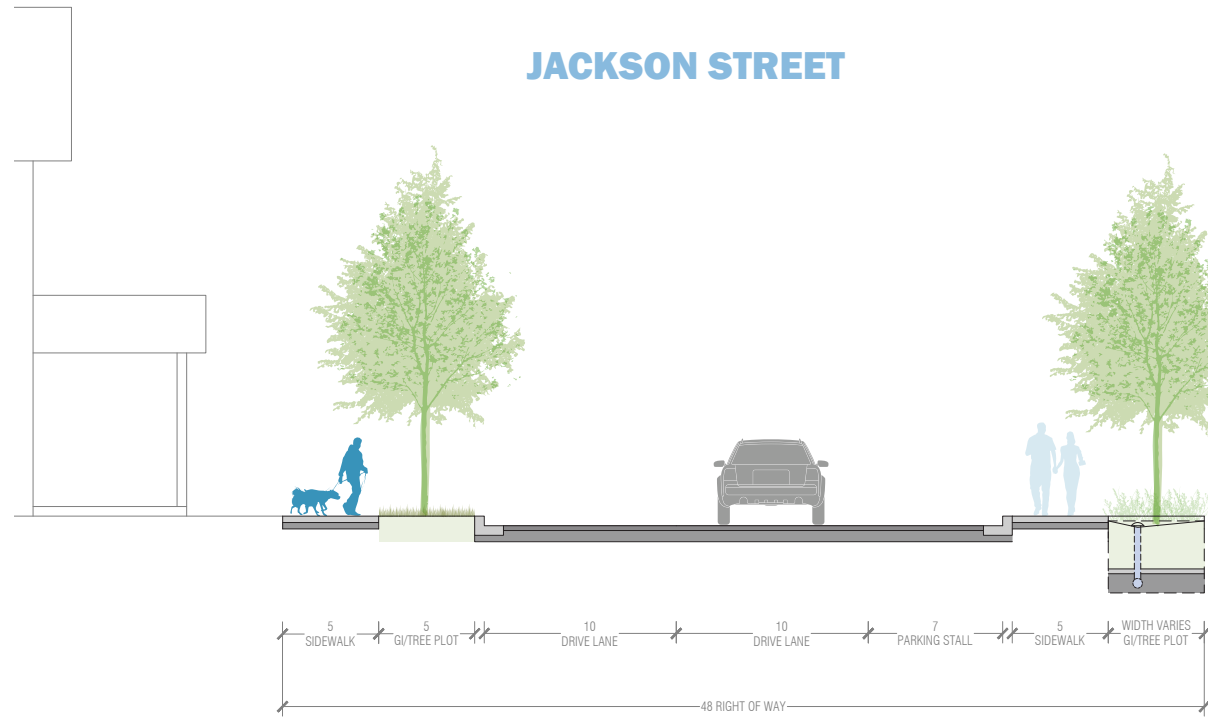 JACKSON STREET
5
SIDEWALK
5
GI/TREE PLOT
10
DRIVE LANE
10
DRIVE LANE
7
PARKING STALL
5
SIDEWALK
WIDTH VARIES
GI/TREE PLOT
48 RIGHT OF WAY